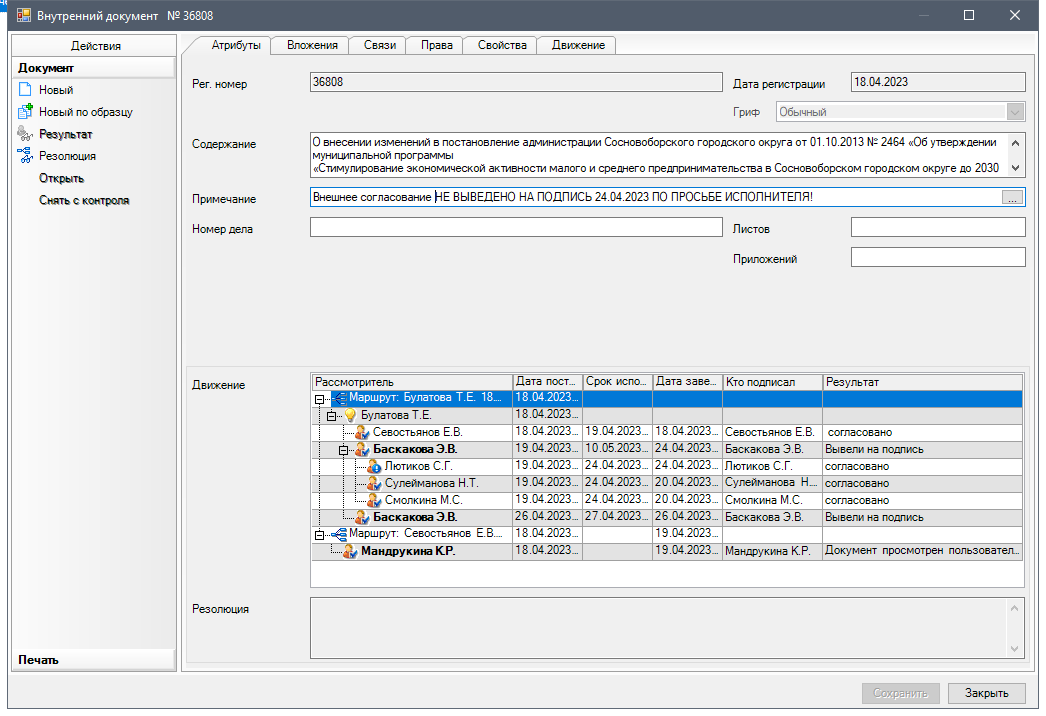 Внутренний документ № 36808
Действия
Документ
Новый
Новый по образцу
Результат
Резолюция
Открыть
Снять с контроля
Печать
Атрибуты Вложения Связи Права Свойства Движение
Рег. номер 36808 Дата регистрации 18.04.2023
Гриф Обычный
Содержание
О внесении изменений в постановление администрации Сосновоборского городского округа от 01.10.2013 № 2464 «Об утверждении
муниципальной программы
«Стимулирование экономической активности малого и среднего предпринимательства в Сосновоборском городском округе до 2030
Примечание Внешнее согласование НЕ ВЫВЕДЕНО НА ПОДПИСЬ 24.04.2023 ПО ПРОСЬБЕ ИСПОЛНИТЕЛЯ! ...
Номер дела Листов
Приложений
Движение
Рассмотритель Дата пост... Срок испо... Дата заве... Кто подписал Результат
Маршрут: Булатова Т.Е. 18.... 18.04.2023...
Булатова Т.Е. 18.04.2023...
Севостьянов Е.В. 18.04.2023... 19.04.2023... 18.04.2023... Севостьянов Е.В. согласовано
Баскакова Э.В. 19.04.2023... 10.05.2023... 24.04.2023... Баскакова Э.В. Вывели на подпись
Лютиков С.Г. 19.04.2023... 24.04.2023... 24.04.2023... Лютиков С.Г. согласовано
Сулейманова Н.Т. 19.04.2023... 24.04.2023... 20.04.2023... Сулейманова Н.... согласовано
Смолкина М.С. 19.04.2023... 24.04.2023... 20.04.2023... Смолкина М.С. согласовано
Баскакова Э.В. 26.04.2023... 27.04.2023... 26.04.2023... Баскакова Э.В. Вывели на подпись
Маршрут: Севостьянов Е.В.... 18.04.2023... 19.04.2023...
Мандрукина К.Р. 18.04.2023... 19.04.2023... Мандрукина К.Р. Документ просмотрен пользовател...
Резолюция
Сохранить Закрыть